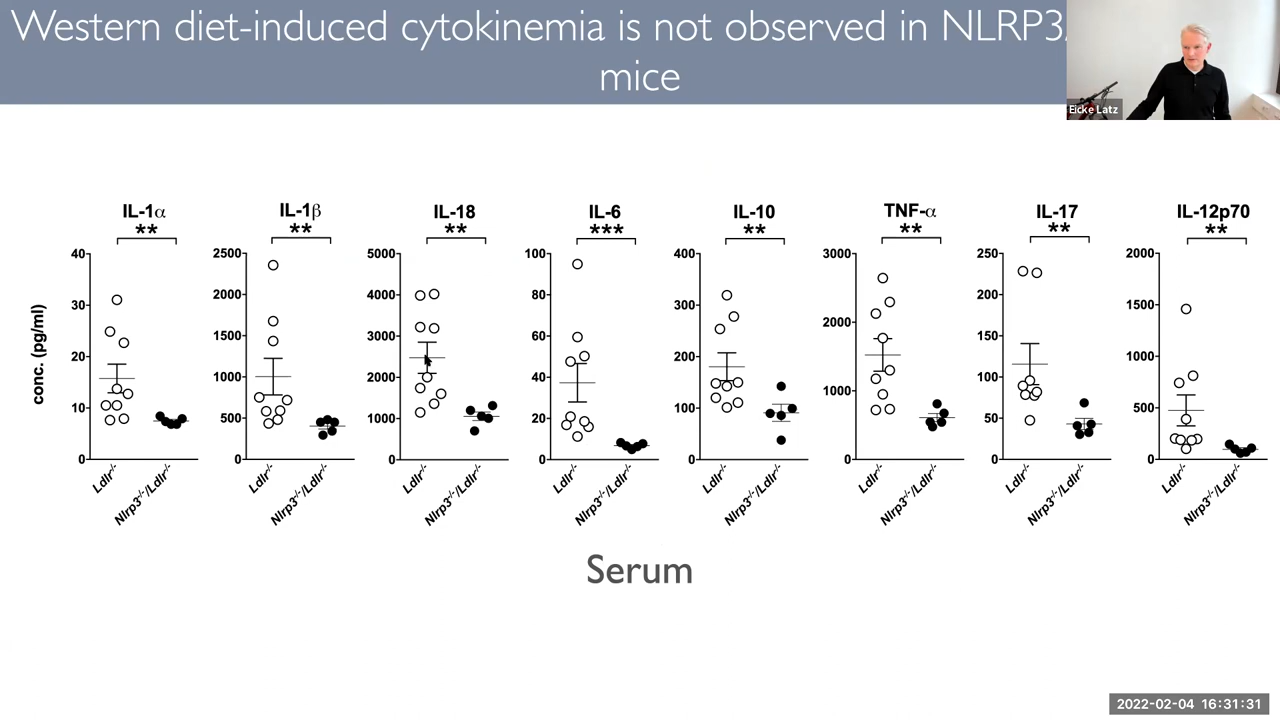 Western diet-induced cytokinemia is not observed in NLRP3
mice
Eicke Latz
IL-1α IL-1β IL-18 IL-6 IL-10 TNF-α IL-17 IL-12p70
** ** ** *** ** ** ** **
conc. (pg/ml)
40 30 20 10 0
2500 2000 1500 1000 500 0
5000 4000 3000 2000 1000 0
100 80 60 40 20 0
400 300 200 100 0
3000 2000 1000 0
250 200 150 100 50 0
2000 1500 1000 500 0
Ldlr-/- Nlrp3-/-/Ldlr-/- Ldlr-/- Nlrp3-/-/Ldlr-/- Ldlr-/- Nlrp3-/-/Ldlr-/- Ldlr-/- Nlrp3-/-/Ldlr-/- Ldlr-/- Nlrp3-/-/Ldlr-/- Ldlr-/- Nlrp3-/-/Ldlr-/- Ldlr-/- Nlrp3-/-/Ldlr-/- Ldlr-/- Nlrp3-/-/Ldlr-/-
Serum
2022-02-04 16:31:31